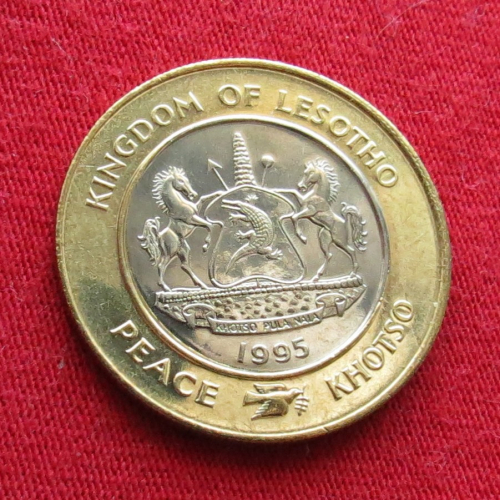 KINGDOM OF LESOTHO
KHOTSO PULA NALA
1995
PEACE KHOTSO